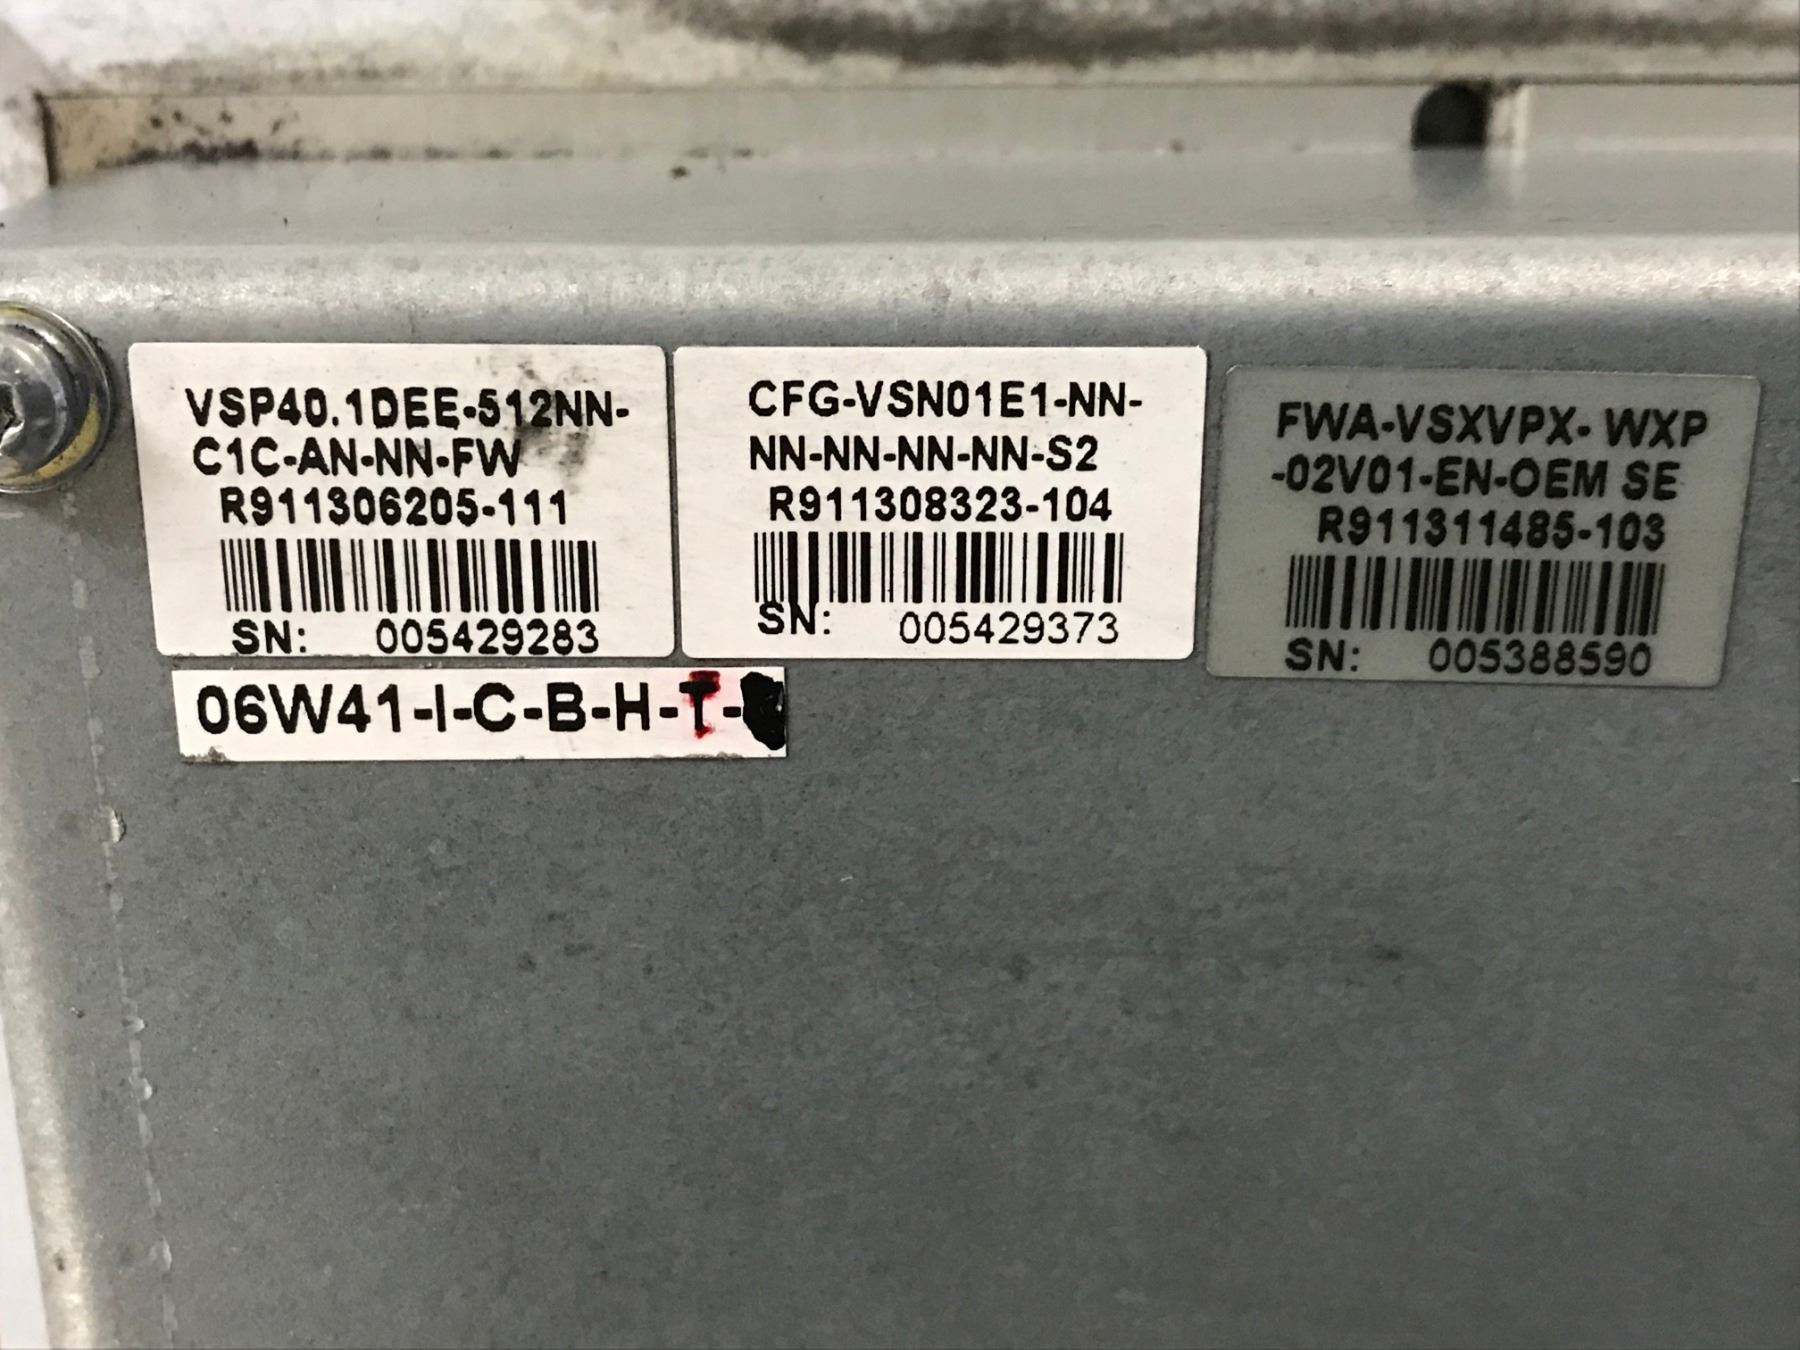 VSP40.1DEE-512NN-
C1C-AN-NN-FW
R911306205-111
SN: 005429283
CFG-VSN01E1-NN-
NN-NN-NN-NN-S2
R911308323-104
SN: 005429373
FWA-VSXVPX- WXP
-02V01-EN-OEM SE
R911311485-103
SN: 005388590
06W41-I-C-B-H-T-